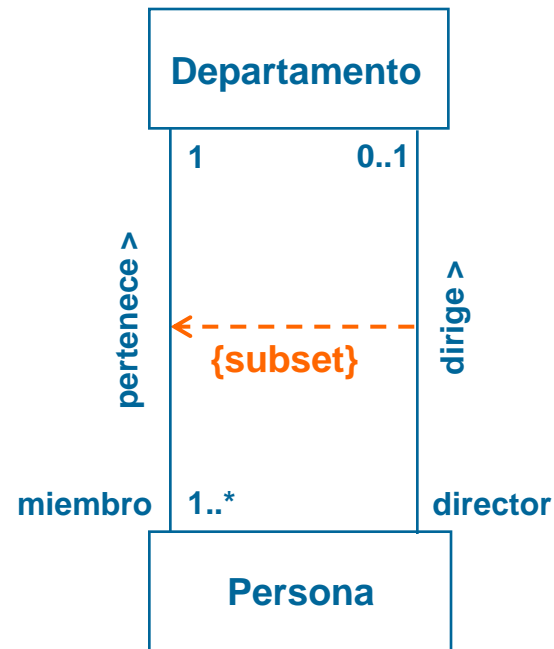 Departamento
1
0..1
pertenece >
dirige >
{subset}
miembro
1..*
director
Persona